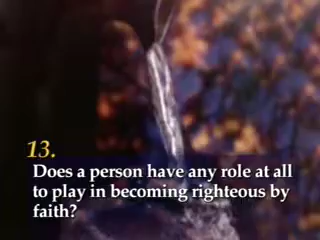 13.
Does a person have any role at all
to play in becoming righteous by
faith?